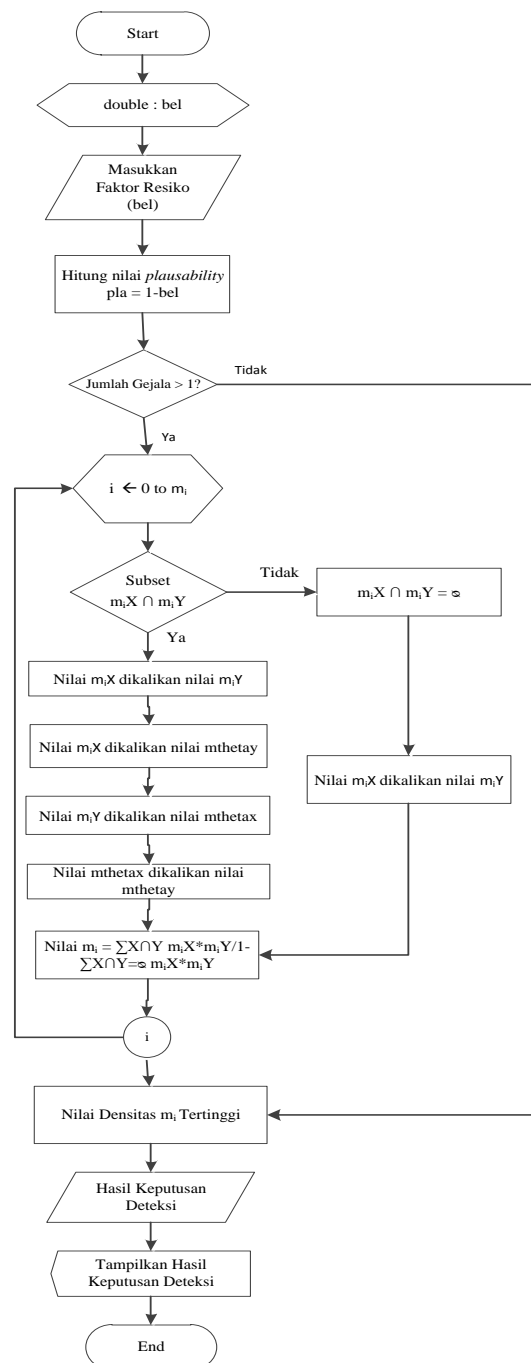 Start
double : bel
Masukkan
Faktor Resiko
(bel)
Hitung nilai plausability
pla = 1-bel
Jumlah Gejala > 1?
Tidak
Ya
i ← 0 to mᵢ
Subset
mᵢX ∩ mᵢY
Tidak
mᵢX ∩ mᵢY = ᴓ
Ya
Nilai mᵢX dikalikan nilai mᵢY
Nilai mᵢX dikalikan nilai mthetay
Nilai mᵢX dikalikan nilai mᵢY
Nilai mᵢY dikalikan nilai mthetax
Nilai mthetax dikalikan nilai
mthetay
Nilai mᵢ = ∑X∩Y mᵢX*mᵢY/1-
∑X∩Y=ᴓ mᵢX*mᵢY
i
Nilai Densitas mᵢ Tertinggi
Hasil Keputusan
Deteksi
Tampilkan Hasil
Keputusan Deteksi
End